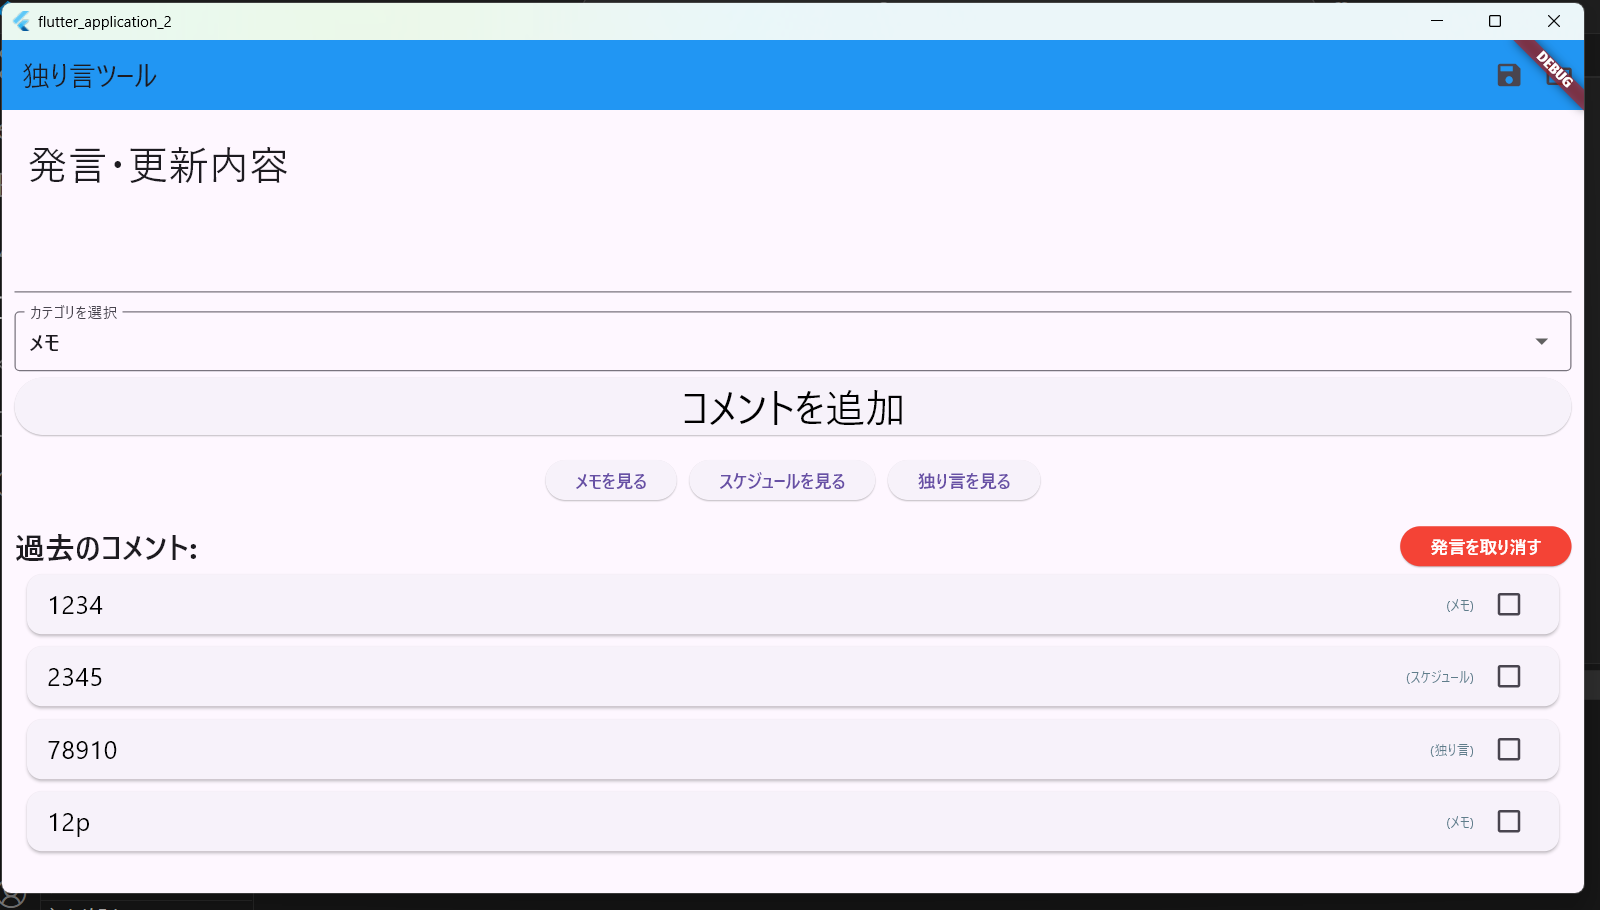 flutter_application_2
独り言ツール
DEBUG
発言・更新内容
カテゴリを選択
メモ
コメントを追加
メモを見る スケジュールを見る 独り言を見る
過去のコメント: 発言を取り消す
1234 (メモ)
2345 (スケジュール)
78910 (独り言)
12p (メモ)